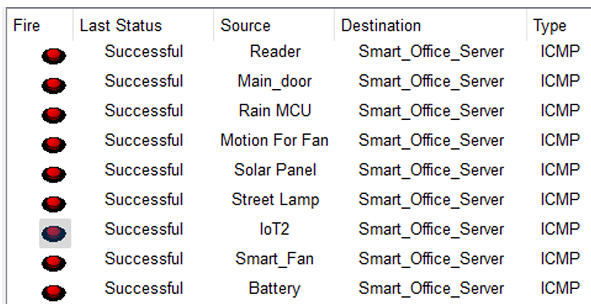 Fire Last Status Source Destination Type
Successful Reader Smart_Office_Server ICMP
Successful Main_door Smart_Office_Server ICMP
Successful Rain MCU Smart_Office_Server ICMP
Successful Motion For Fan Smart_Office_Server ICMP
Successful Solar Panel Smart_Office_Server ICMP
Successful Street Lamp Smart_Office_Server ICMP
Successful IoT2 Smart_Office_Server ICMP
Successful Smart_Fan Smart_Office_Server ICMP
Successful Battery Smart_Office_Server ICMP